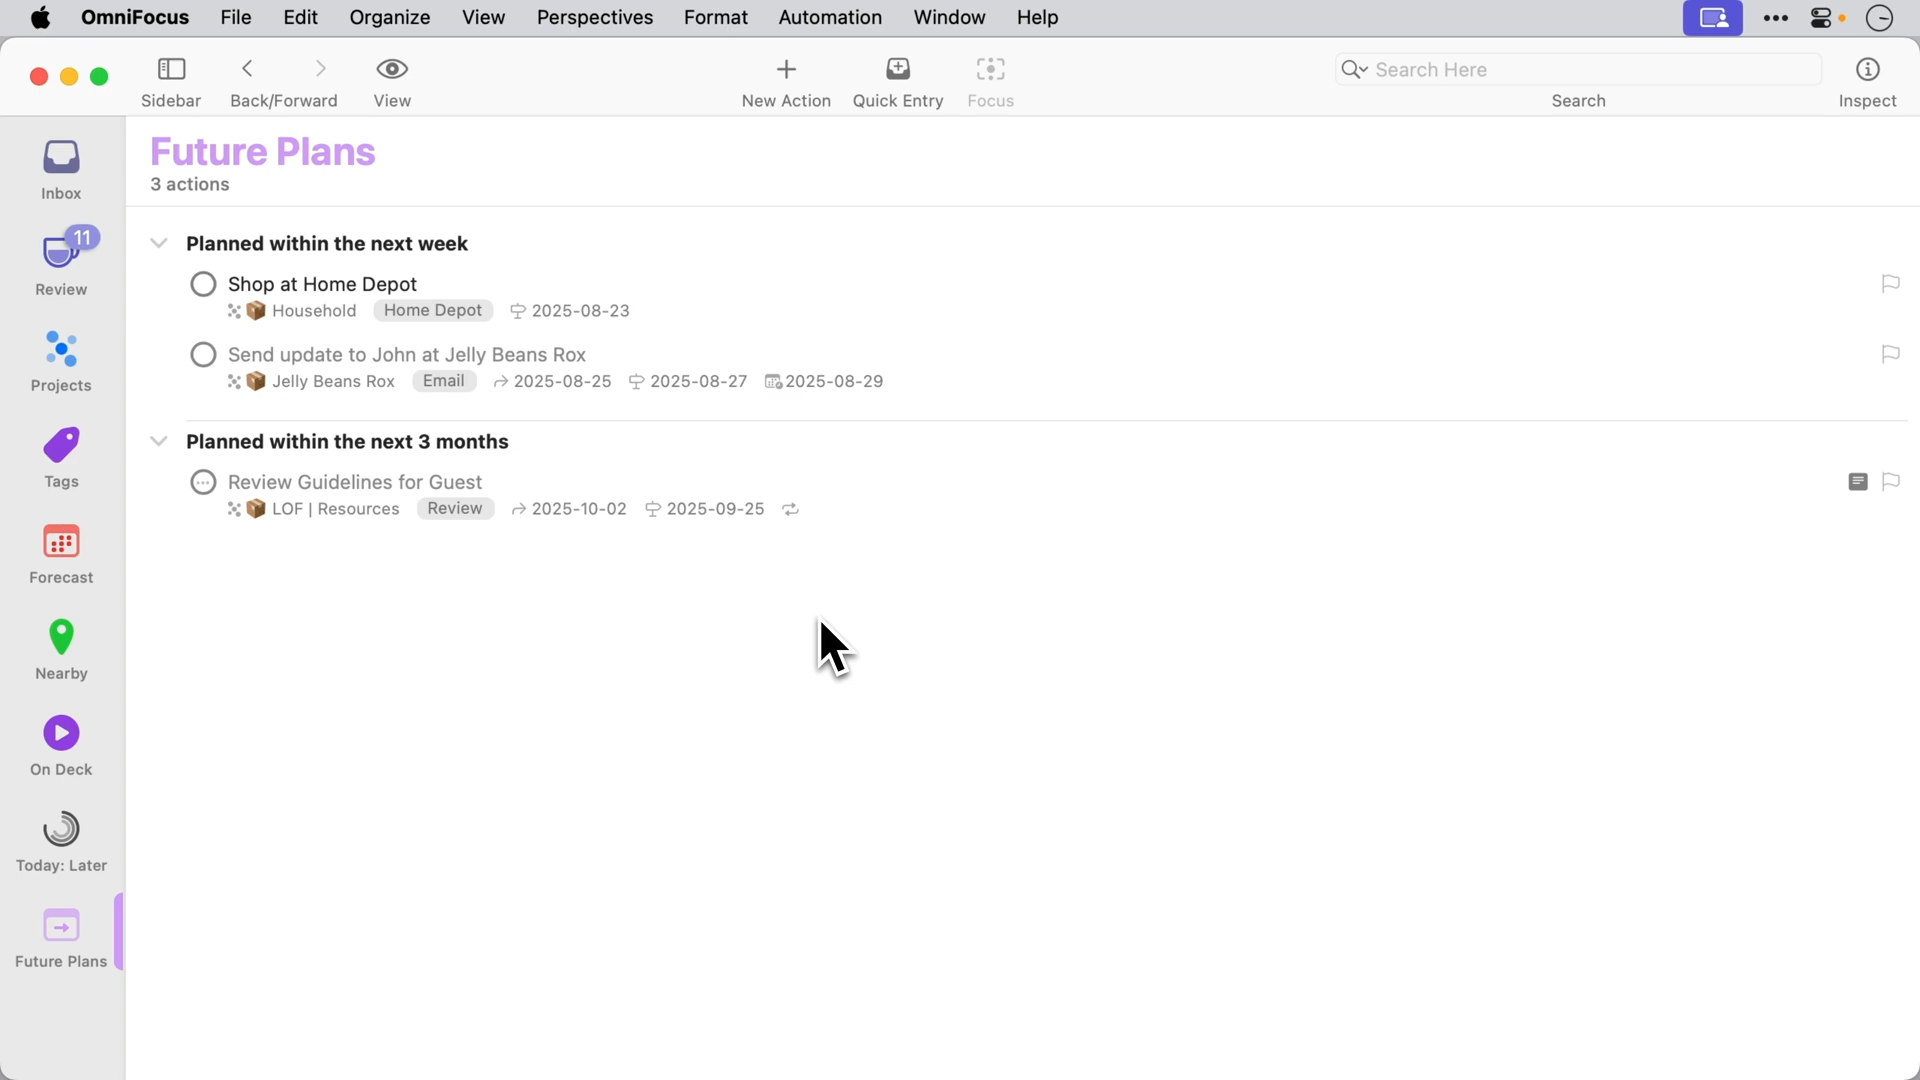 OmniFocus File Edit Organize View Perspectives Format Automation Window Help
Sidebar Back/Forward View New Action Quick Entry Focus Search Here Search Inspect
Inbox
11
Review
Projects
Tags
Forecast
Nearby
On Deck
Today: Later
Future Plans
Future Plans
3 actions
Planned within the next week
Shop at Home Depot
Household Home Depot 2025-08-23
Send update to John at Jelly Beans Rox
Jelly Beans Rox Email 2025-08-25 2025-08-27 2025-08-29
Planned within the next 3 months
Review Guidelines for Guest
LOF | Resources Review 2025-10-02 2025-09-25